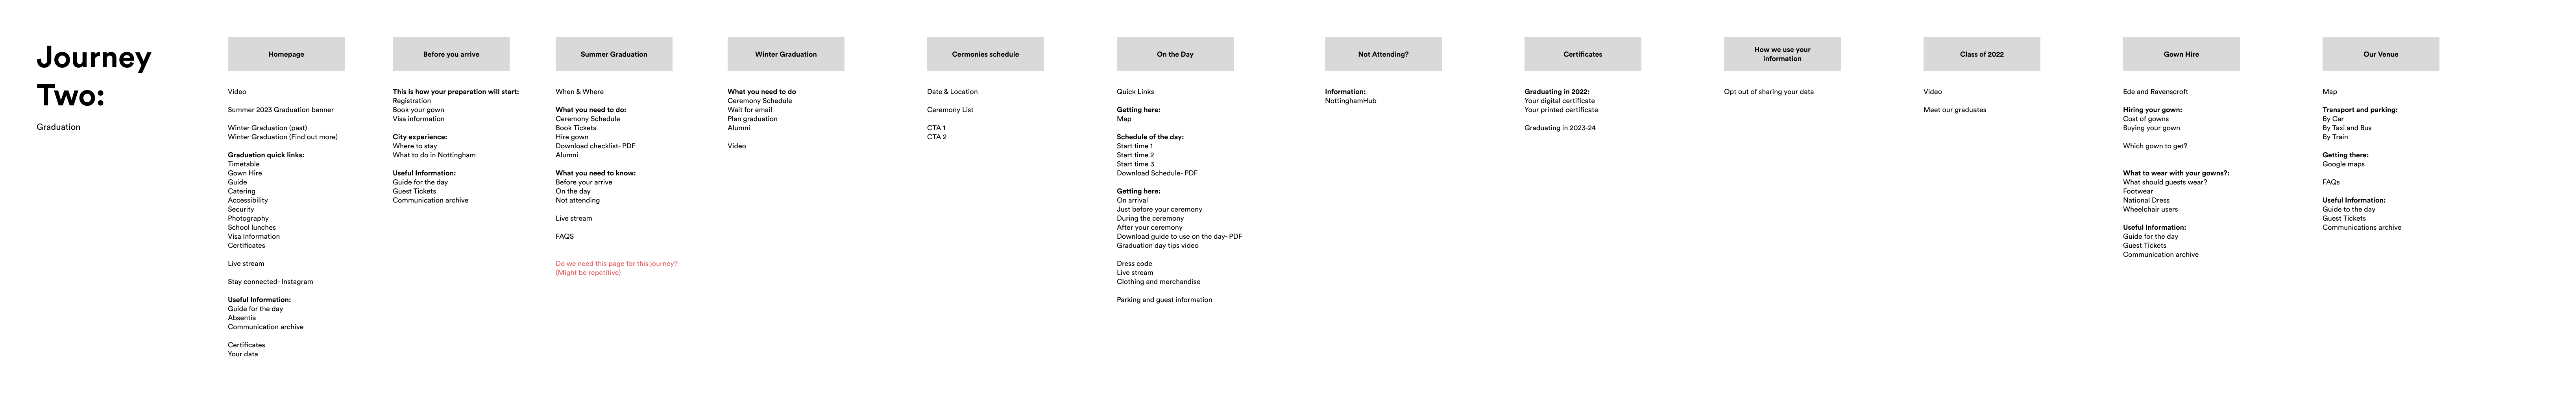 Journey
Two:
Graduation
Homepage
Video
Summer 2023 Graduation banner
Winter Graduation (past)
Winter Graduation (Find out more)
Graduation quick links:
Timetable
Gown Hire
Guide
Catering
Accessibility
Security
Photography
School lunches
Visa Information
Certificates
Live stream
Stay connected- Instagram
Useful Information:
Guide for the day
Absentia
Communication archive
Certificates
Your data
Before you arrive
This is how your preparation will start:
Registration
Book your gown
Visa information
City experience:
Where to stay
What to do in Nottingham
Useful Information:
Guide for the day
Guest Tickets
Communication archive
Summer Graduation
When & Where
What you need to do:
Ceremony Schedule
Book Tickets
Hire gown
Download checklist- PDF
Alumni
What you need to know:
Before your arrive
On the day
Not attending
Live stream
FAQS
Do we need this page for this journey?
(Might be repetitive)
Winter Graduation
What you need to do
Ceremony Schedule
Wait for email
Plan graduation
Alumni
Video
Cermonies schedule
Date & Location
Ceremony List
CTA 1
CTA 2
On the Day
Quick Links
Getting here:
Map
Schedule of the day:
Start time 1
Start time 2
Start time 3
Download Schedule- PDF
Getting here:
On arrival
Just before your ceremony
During the ceremony
After your ceremony
Download guide to use on the day- PDF
Graduation day tips video
Dress code
Live stream
Clothing and merchandise
Parking and guest information
Not Attending?
Information:
NottinghamHub
Certificates
Graduating in 2022:
Your digital certificate
Your printed certificate
Graduating in 2023-24
How we use your
information
Opt out of sharing your data
Class of 2022
Video
Meet our graduates
Gown Hire
Ede and Ravenscroft
Hiring your gown:
Cost of gowns
Buying your gown
Which gown to get?
What to wear with your gowns?:
What should guests wear?
Footwear
National Dress
Wheelchair users
Useful Information:
Guide for the day
Guest Tickets
Communication archive
Our Venue
Map
Transport and parking:
By Car
By Taxi and Bus
By Train
Getting there:
Google maps
FAQs
Useful Information:
Guide to the day
Guest Tickets
Communications archive